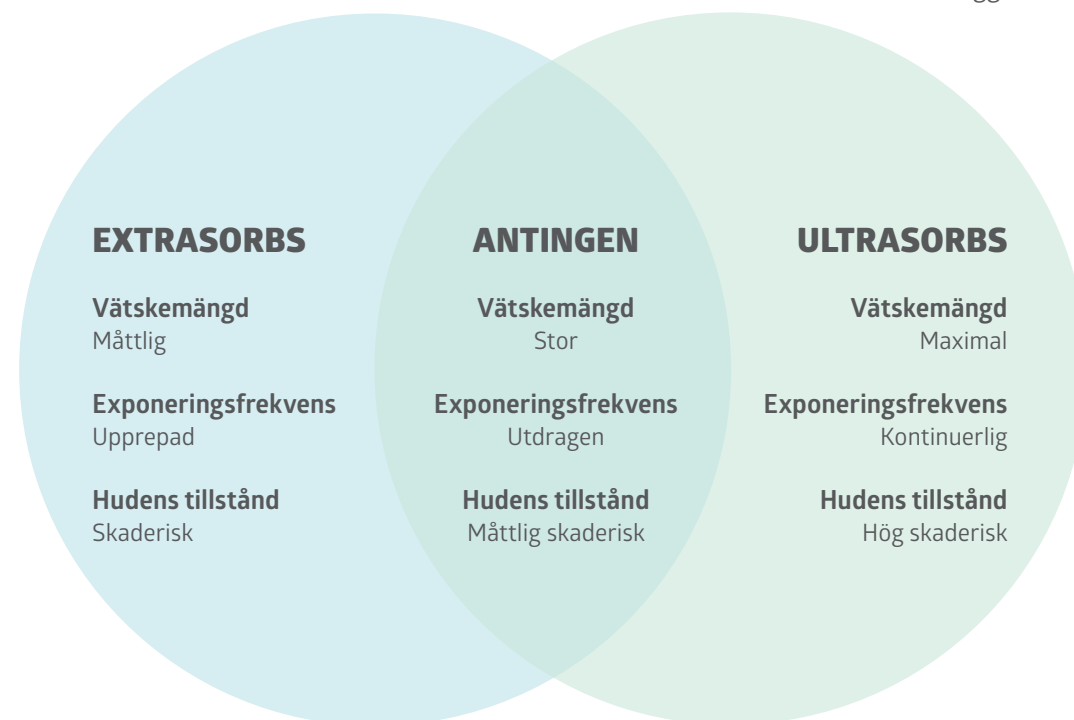 EXTRASORBS
Vätskemängd
Måttlig
Exponeringsfrekvens
Upprepad
Hudens tillstånd
Skaderisk
ANTINGEN
Vätskemängd
Stor
Exponeringsfrekvens
Utdragen
Hudens tillstånd
Måttlig skaderisk
ULTRASORBS
Vätskemängd
Maximal
Exponeringsfrekvens
Kontinuerlig
Hudens tillstånd
Hög skaderisk